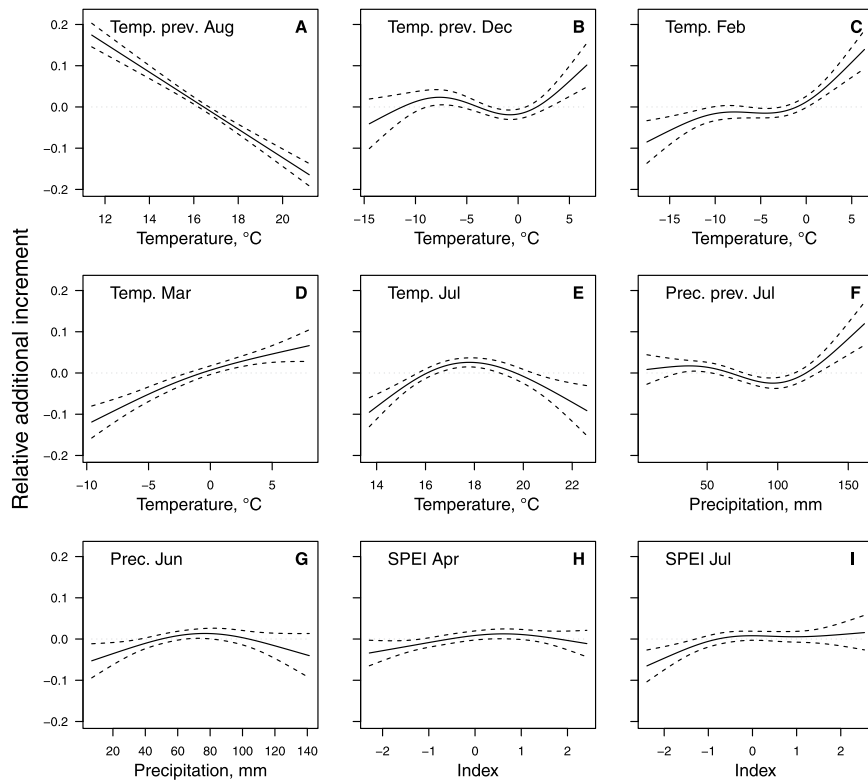 Relative additional increment
Temp. prev. Aug A
0.2
0.1
0.0
−0.1
−0.2
12 14 16 18 20
Temperature, °C
Temp. prev. Dec B
−15 −10 −5 0 5
Temperature, °C
Temp. Feb C
−15 −10 −5 0 5
Temperature, °C
Temp. Mar D
0.2
0.1
0.0
−0.1
−0.2
−10 −5 0 5
Temperature, °C
Temp. Jul E
14 16 18 20 22
Temperature, °C
Prec. prev. Jul F
50 100 150
Precipitation, mm
Prec. Jun G
0.2
0.1
0.0
−0.1
−0.2
20 40 60 80 100 120 140
Precipitation, mm
SPEI Apr H
−2 −1 0 1 2
Index
SPEI Jul I
−2 −1 0 1 2
Index